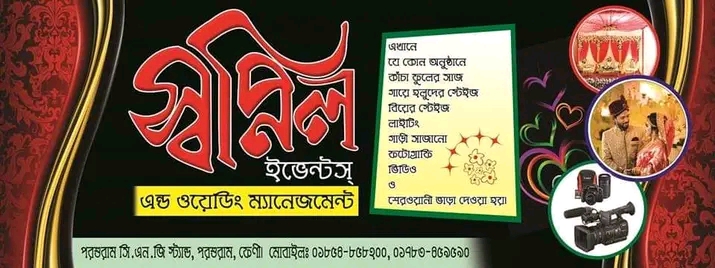 স্বপ্নিল
ইভেন্টস্
এন্ড ওয়েডিং ম্যানেজমেন্ট
এখানে
যে কোন অনুষ্ঠানে
কাঁচা ফুলের সাজ
গায়ে হলুদের স্টেইজ
বিয়ের স্টেইজ
লাইটিং
গাড়ী সাজানো
ফটোগ্রাফি
ভিডিও
ও
শেরওয়ানী ভাড়া দেওয়া হয়।
পরশুরাম সি.এন.জি স্ট্যান্ড, পরশুরাম, ফেণী। মোবাইলঃ ০১৮৫৪-৮৫৮২০০, ০১৭৮৩-৪৫৯৫৯০